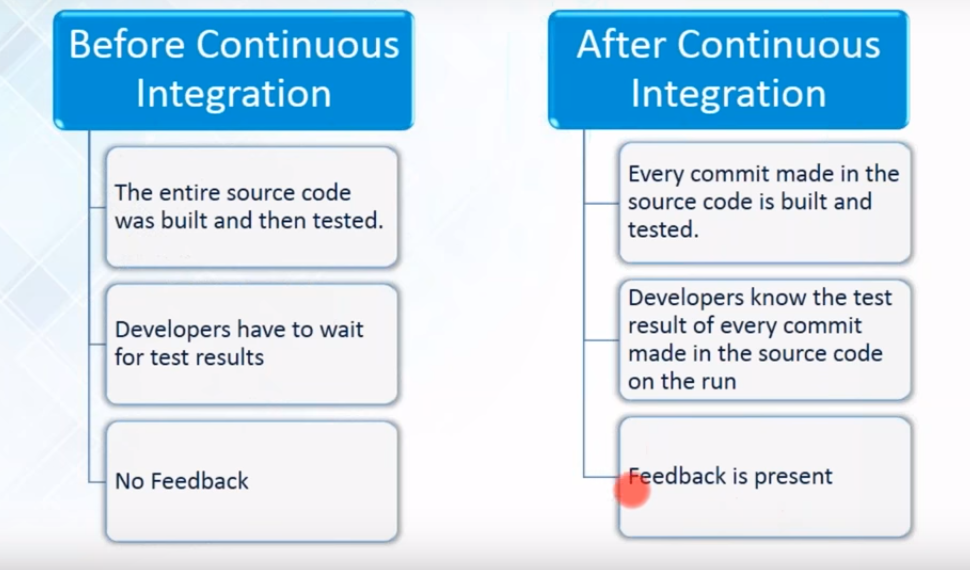 Before Continuous
Integration
The entire source code
was built and then tested.
Developers have to wait
for test results
No Feedback
After Continuous
Integration
Every commit made in the
source code is built and
tested.
Developers know the test
result of every commit
made in the source code
on the run
Feedback is present